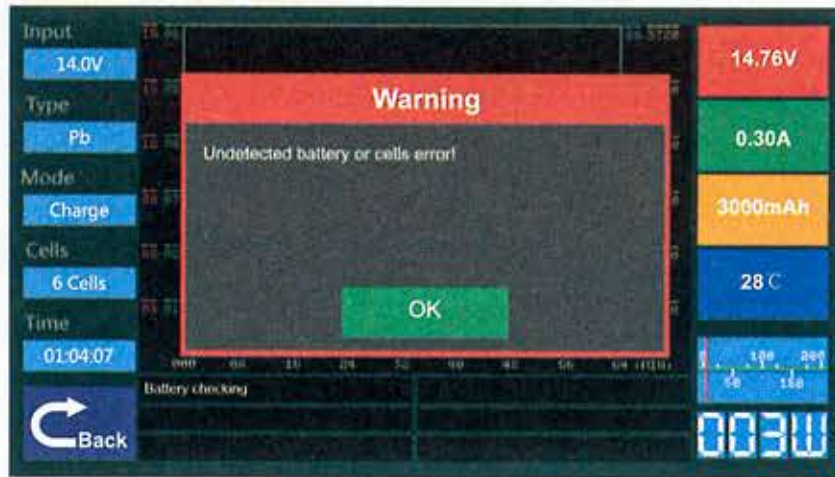 Input
14.0V
Type
Pb
Mode
Charge
Cells
6 Cells
Time
01:04:07
Back
Warning
Undetected battery or cells error!
OK
Battery checking
14.76V
0.30A
3000mAh
28 C
003W